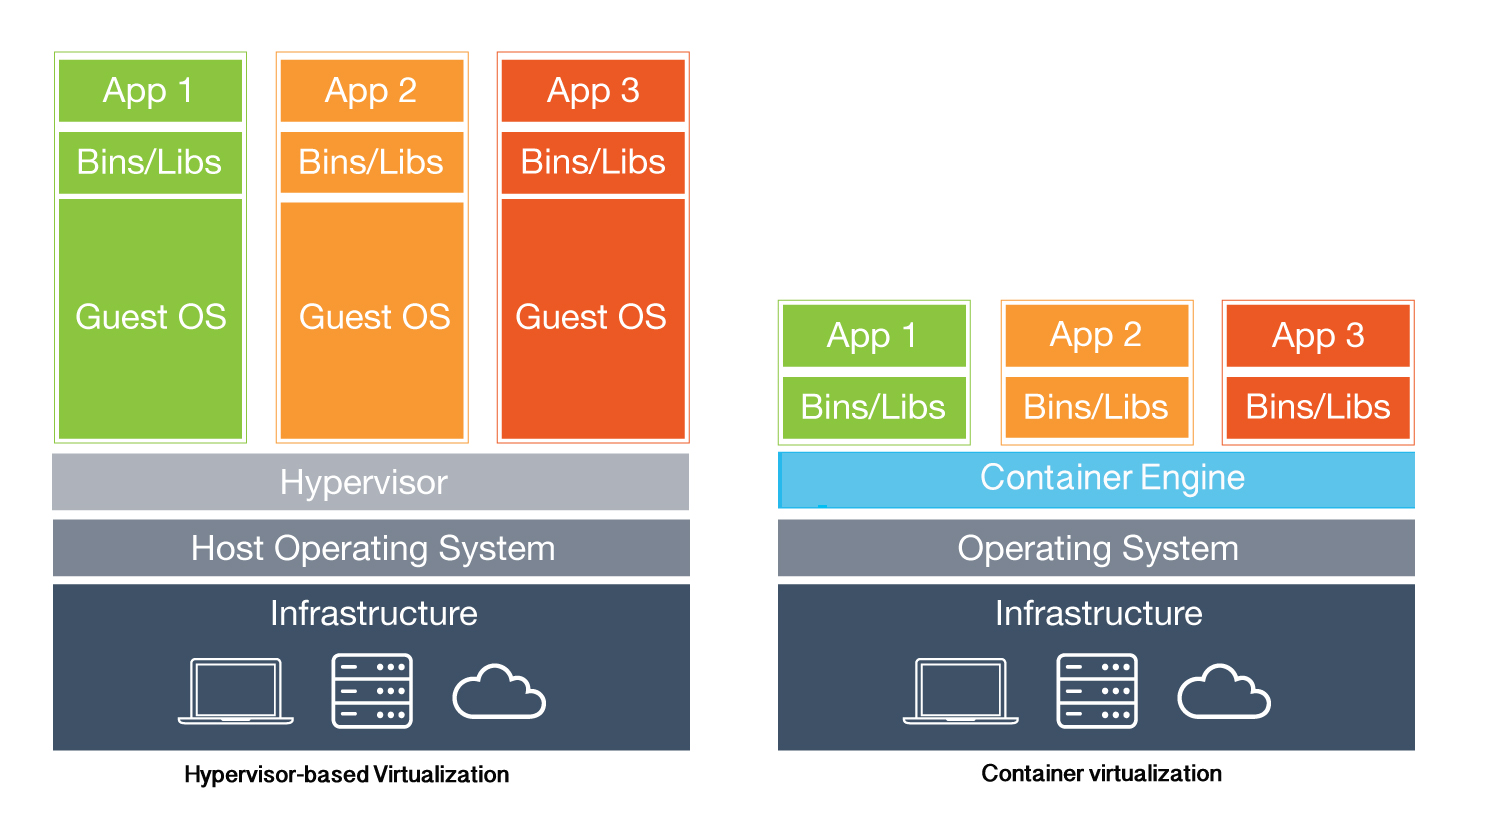 App 1
Bins/Libs
Guest OS
App 2
Bins/Libs
Guest OS
App 3
Bins/Libs
Guest OS
Hypervisor
Host Operating System
Infrastructure
Hypervisor-based Virtualization
App 1
Bins/Libs
App 2
Bins/Libs
App 3
Bins/Libs
Container Engine
Operating System
Infrastructure
Container virtualization